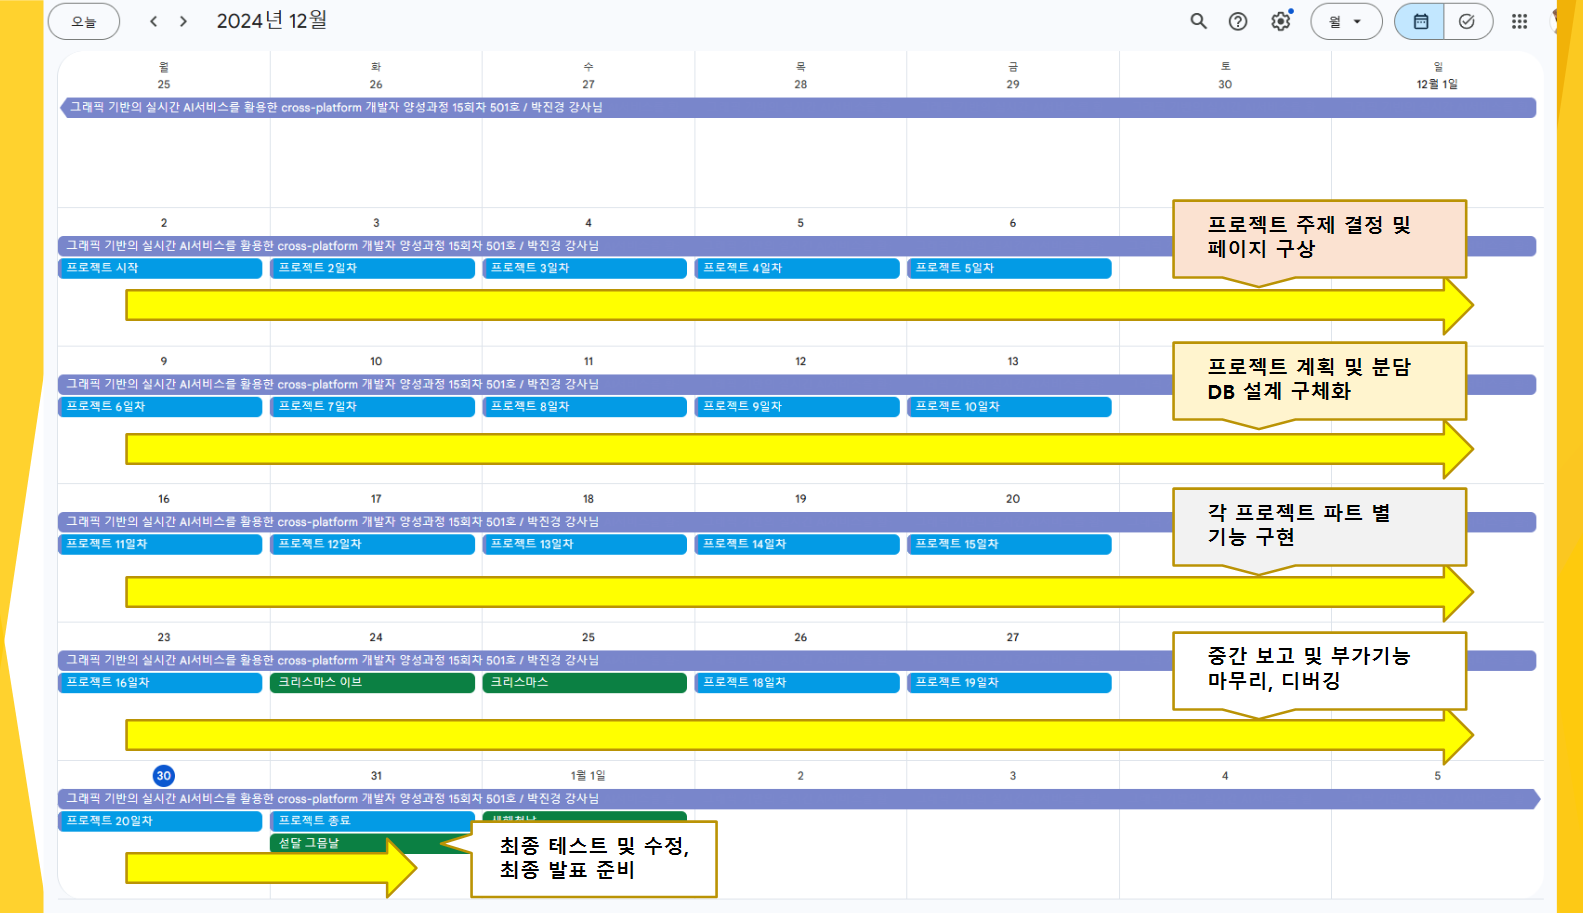 오늘
2024년 12월
월
월 화 수 목 금 토 일
25 26 27 28 29 30 12월 1일
그래픽 기반의 실시간 AI서비스를 활용한 cross-platform 개발자 양성과정 15회차 501호 / 박진경 강사님
2 3 4 5 6
프로젝트 주제 결정 및
페이지 구상
그래픽 기반의 실시간 AI서비스를 활용한 cross-platform 개발자 양성과정 15회차 501호 / 박진경 강사님
프로젝트 시작 프로젝트 2일차 프로젝트 3일차 프로젝트 4일차 프로젝트 5일차
9 10 11 12 13
프로젝트 계획 및 분담
DB 설계 구체화
그래픽 기반의 실시간 AI서비스를 활용한 cross-platform 개발자 양성과정 15회차 501호 / 박진경 강사님
프로젝트 6일차 프로젝트 7일차 프로젝트 8일차 프로젝트 9일차 프로젝트 10일차
16 17 18 19 20
각 프로젝트 파트 별
기능 구현
그래픽 기반의 실시간 AI서비스를 활용한 cross-platform 개발자 양성과정 15회차 501호 / 박진경 강사님
프로젝트 11일차 프로젝트 12일차 프로젝트 13일차 프로젝트 14일차 프로젝트 15일차
23 24 25 26 27
중간 보고 및 부가기능
마무리, 디버깅
그래픽 기반의 실시간 AI서비스를 활용한 cross-platform 개발자 양성과정 15회차 501호 / 박진경 강사님
프로젝트 16일차 크리스마스 이브 크리스마스 프로젝트 18일차 프로젝트 19일차
30 31 1월 1일 2 3 4 5
그래픽 기반의 실시간 AI서비스를 활용한 cross-platform 개발자 양성과정 15회차 501호 / 박진경 강사님
프로젝트 20일차 프로젝트 종료
섣달 그믐날
최종 테스트 및 수정,
최종 발표 준비